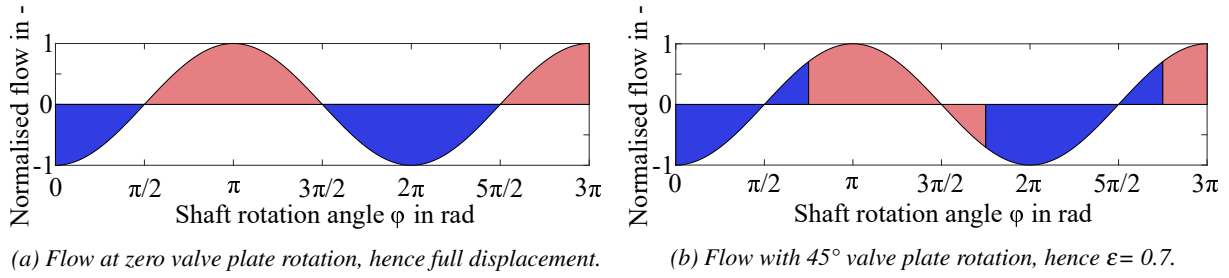 Normalised flow in -
1
0
-1
0
π/2
π
3π/2
2π
5π/2
3π
Shaft rotation angle φ in rad
(a) Flow at zero valve plate rotation, hence full displacement.
Normalised flow in -
1
0
-1
0
π/2
π
3π/2
2π
5π/2
3π
Shaft rotation angle φ in rad
(b) Flow with 45° valve plate rotation, hence ε= 0.7.